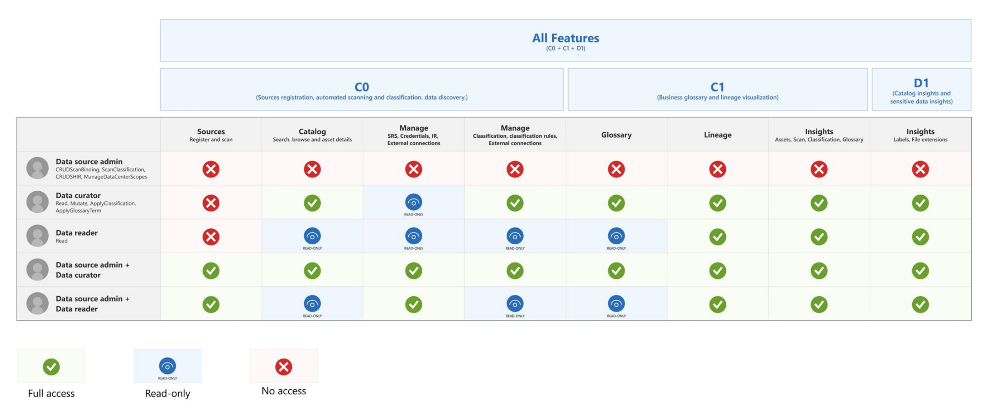 All Features
(C0 + C1 + D1)
C0
(Sources registration, automated scanning and classification, data discovery.)
C1
(Business glossary and lineage visualization)
D1
(Catalog insights and
sensitive data insights)
Sources
Register and scan
Catalog
Search, browse and asset details
Manage
SRS, Credentials, IR,
External connections
Manage
Classification, classification rules,
External connections
Glossary
Lineage
Insights
Assets, Scan, Classification, Glossary
Insights
Labels, File extensions
Data source admin
CRUDScanBinding, ScanClassification,
CRUDSHIR, ManageDataCenterScopes
Data curator
Read, Mutate, ApplyClassification,
ApplyGlossaryTerm
READ-ONLY
Data reader
Read
READ-ONLY
READ-ONLY
READ-ONLY
READ-ONLY
Data source admin +
Data curator
Data source admin +
Data reader
READ-ONLY
READ-ONLY
READ-ONLY
READ-ONLY
Full access
Read-only
No access